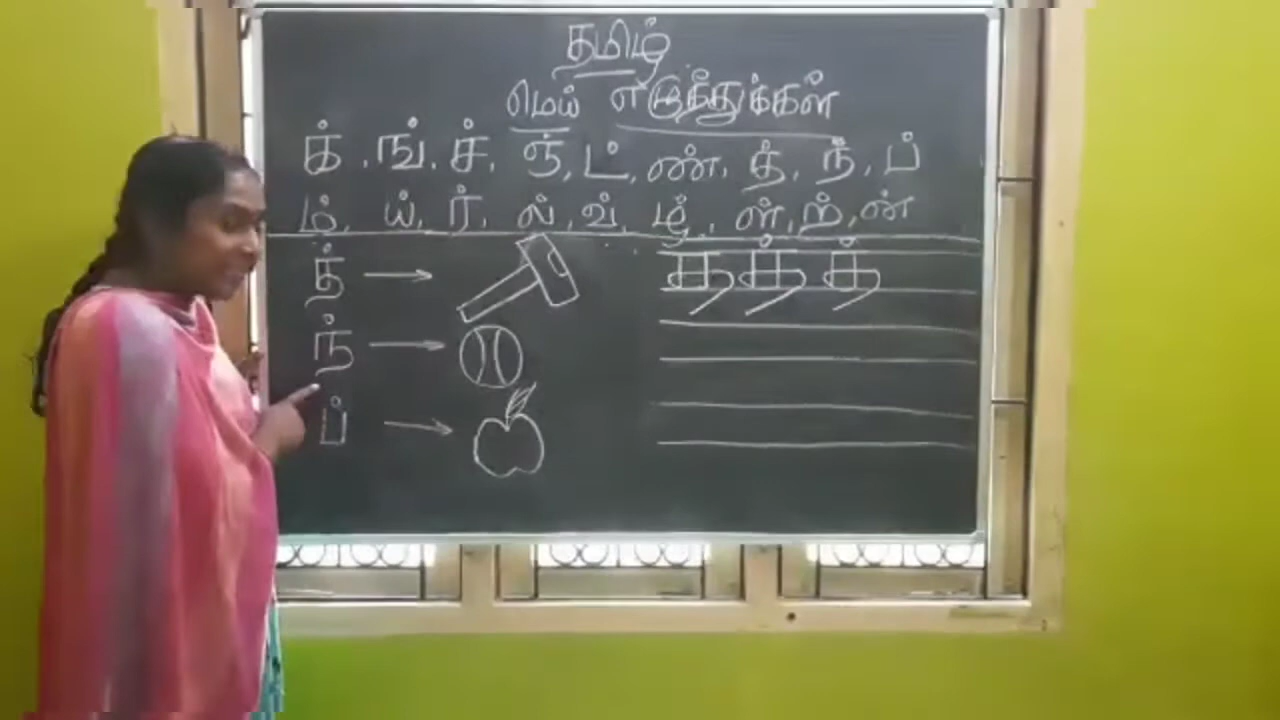 தமிழ்
மெய் எழுத்துக்கள்
க், ங், ச், ஞ், ட், ண், த், ந், ப்
ம், ய், ர், ல், வ், ழ், ள், ற், ன்
த் → த் த் த்
ந் →
ப் →